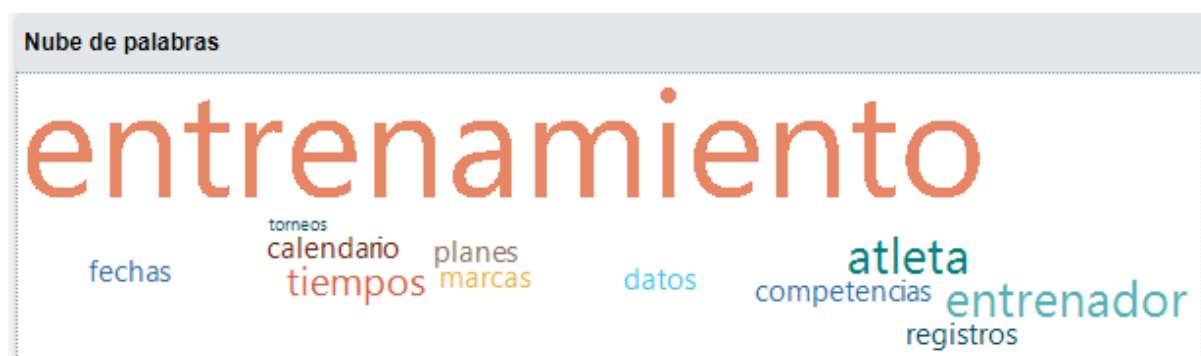 Nube de palabras
entrenamiento
torneos
calendario planes atleta
fechas tiempos marcas datos competencias entrenador
registros